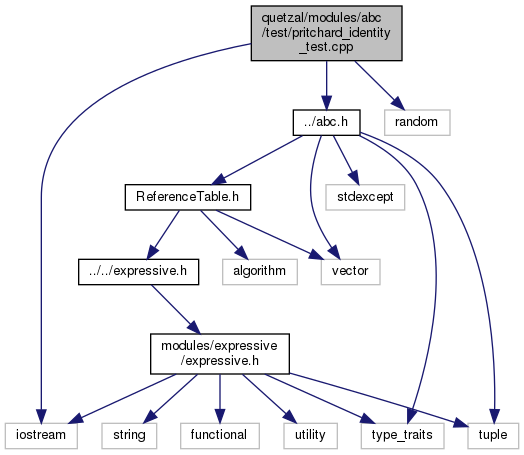 quetzal/modules/abc
/test/pritchard_identity
_test.cpp
../abc.h
random
ReferenceTable.h
stdexcept
../../expressive.h
algorithm
vector
modules/expressive
/expressive.h
iostream
string
functional
utility
type_traits
tuple